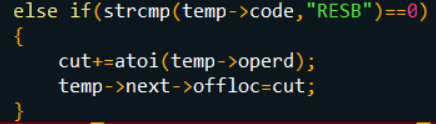 else if(strcmp(temp->code,"RESB")==0)
{
    cut+=atoi(temp->operd);
    temp->next->offloc=cut;
}